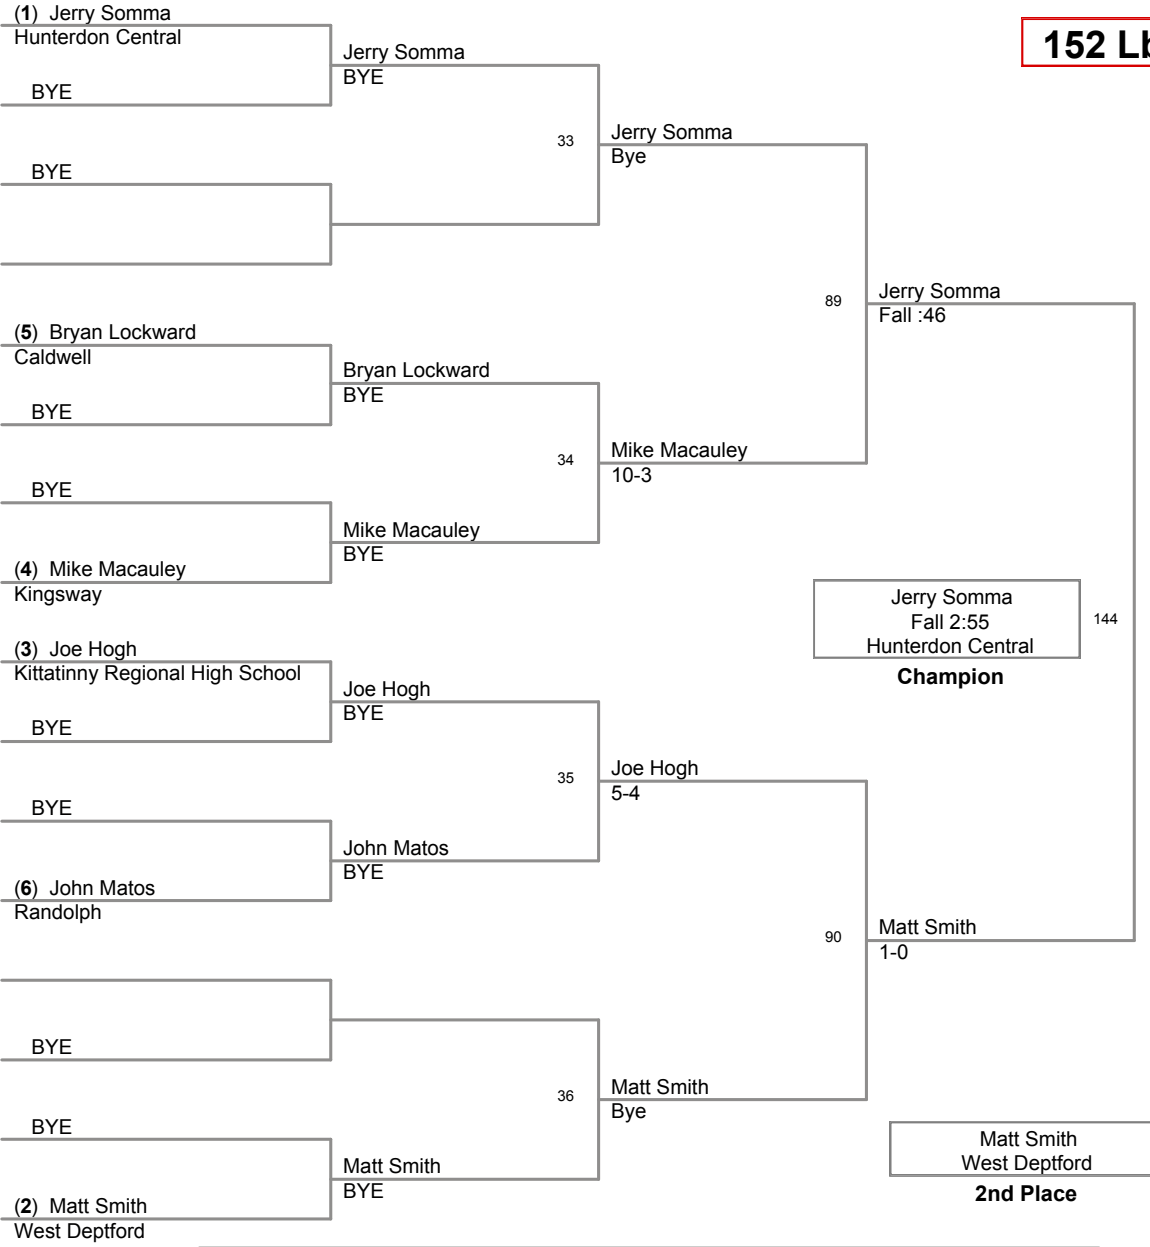 (1) Jerry Somma
Hunterdon Central
BYE
BYE
(5) Bryan Lockward
Caldwell
BYE
BYE
(4) Mike Macauley
Kingsway
(3) Joe Hogh
Kittatinny Regional High School
BYE
BYE
(6) John Matos
Randolph
BYE
BYE
(2) Matt Smith
West Deptford
Jerry Somma
BYE
Bryan Lockward
BYE
Mike Macauley
BYE
Joe Hogh
BYE
John Matos
BYE
Matt Smith
BYE
33
34
35
36
Jerry Somma
Bye
Mike Macauley
10-3
Joe Hogh
5-4
Matt Smith
Bye
89
90
Jerry Somma
Fall :46
Matt Smith
1-0
144
Jerry Somma
Fall 2:55
Hunterdon Central
Champion
Matt Smith
West Deptford
2nd Place
152 Lb